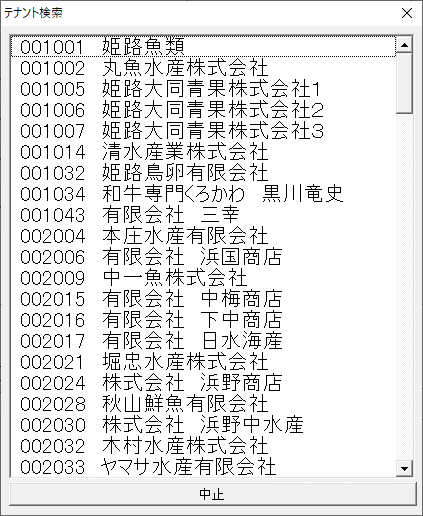 テナント検索
001001 姫路魚類
001002 丸魚水産株式会社
001005 姫路大同青果株式会社1
001006 姫路大同青果株式会社2
001007 姫路大同青果株式会社3
001014 清水産業株式会社
001032 姫路鳥卵有限会社
001034 和牛専門くろかわ　黒川竜史
001043 有限会社　三幸
002004 本庄水産有限会社
002006 有限会社　浜国商店
002009 中一魚株式会社
002015 有限会社　中梅商店
002016 有限会社　下中商店
002017 有限会社　日水海産
002021 堀忠水産株式会社
002024 株式会社　浜野商店
002028 秋山鮮魚有限会社
002030 株式会社　浜野中水産
002032 木村水産株式会社
002033 ヤマサ水産有限会社
中止